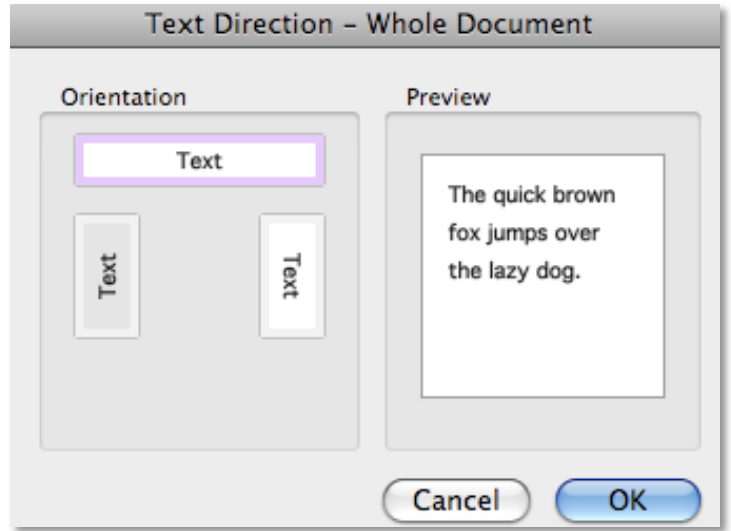 Text Direction – Whole Document
Orientation
Text
Text
Text
Preview
The quick brown
fox jumps over
the lazy dog.
Cancel
OK